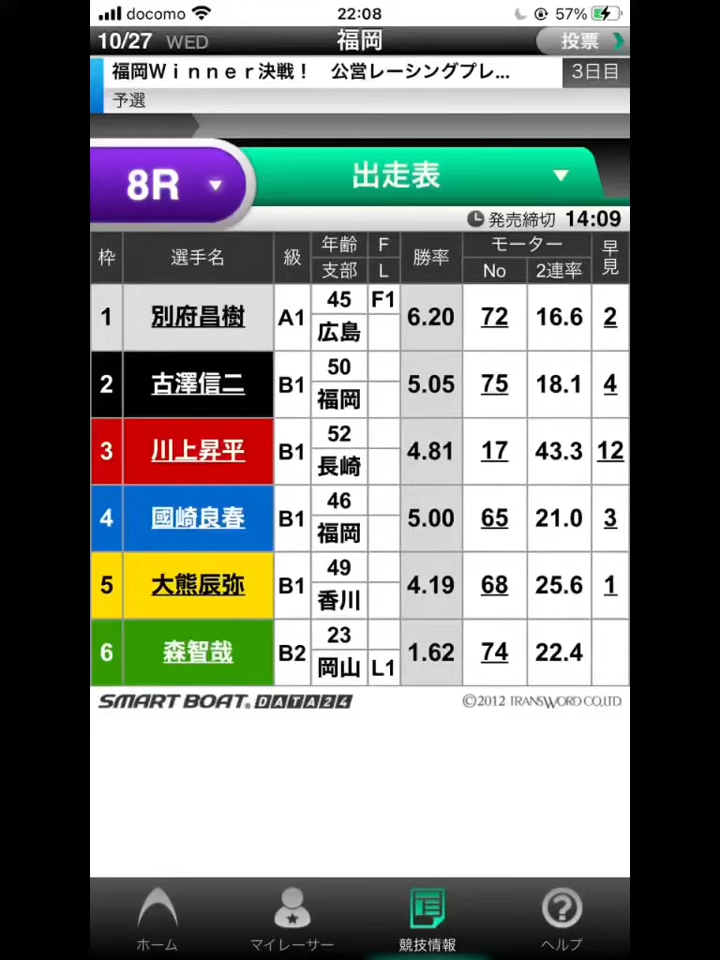 docomo 22:08 57%
10/27 WED 福岡 投票
福岡Winner決戦! 公営レーシングプレ... 3日目
予選
8R 出走表
発売締切 14:09
枠 選手名 級 年齢 支部 F L 勝率 モーター No 2連率 早見
1 別府昌樹 A1 45 広島 F1 6.20 72 16.6 2
2 古澤信二 B1 50 福岡 5.05 75 18.1 4
3 川上昇平 B1 52 長崎 4.81 17 43.3 12
4 國崎良春 B1 46 福岡 5.00 65 21.0 3
5 大熊辰弥 B1 49 香川 4.19 68 25.6 1
6 森智哉 B2 23 岡山 L1 1.62 74 22.4
SMART BOAT. DATA24 ©2012 TRANSWORD CO,LTD.
ホーム マイレーサー 競技情報 ヘルプ